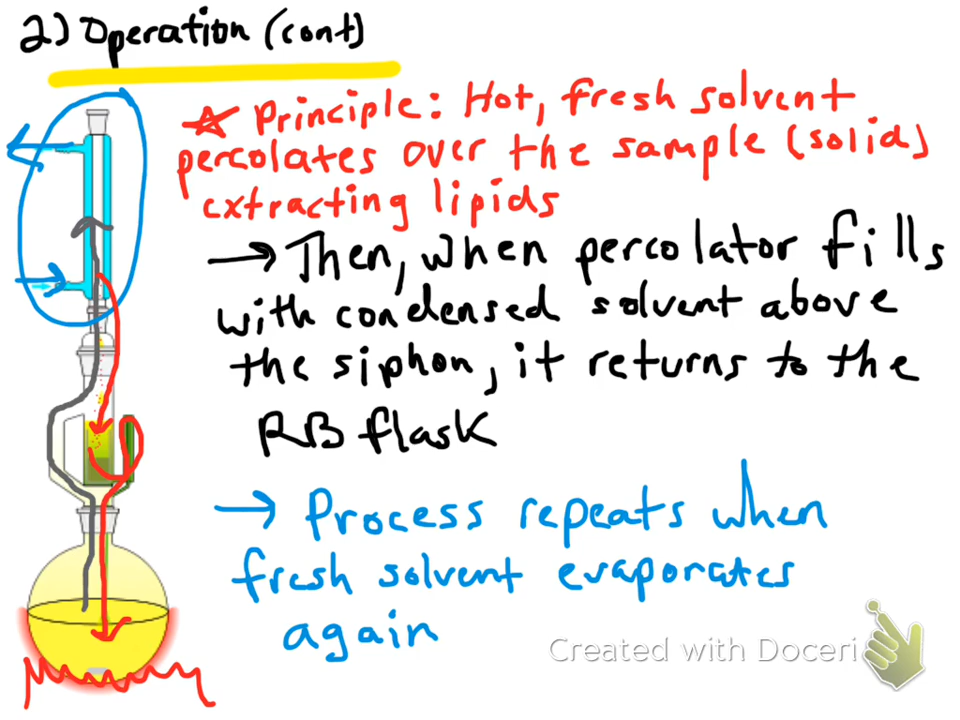 2) Operation (cont)
☆ Principle: Hot, fresh solvent
percolates over the sample (solid)
extracting lipids
→ Then, when percolator fills
with condensed solvent above
the siphon, it returns to the
RB flask
→ Process repeats when
fresh solvent evaporates
again
Created with Doceri